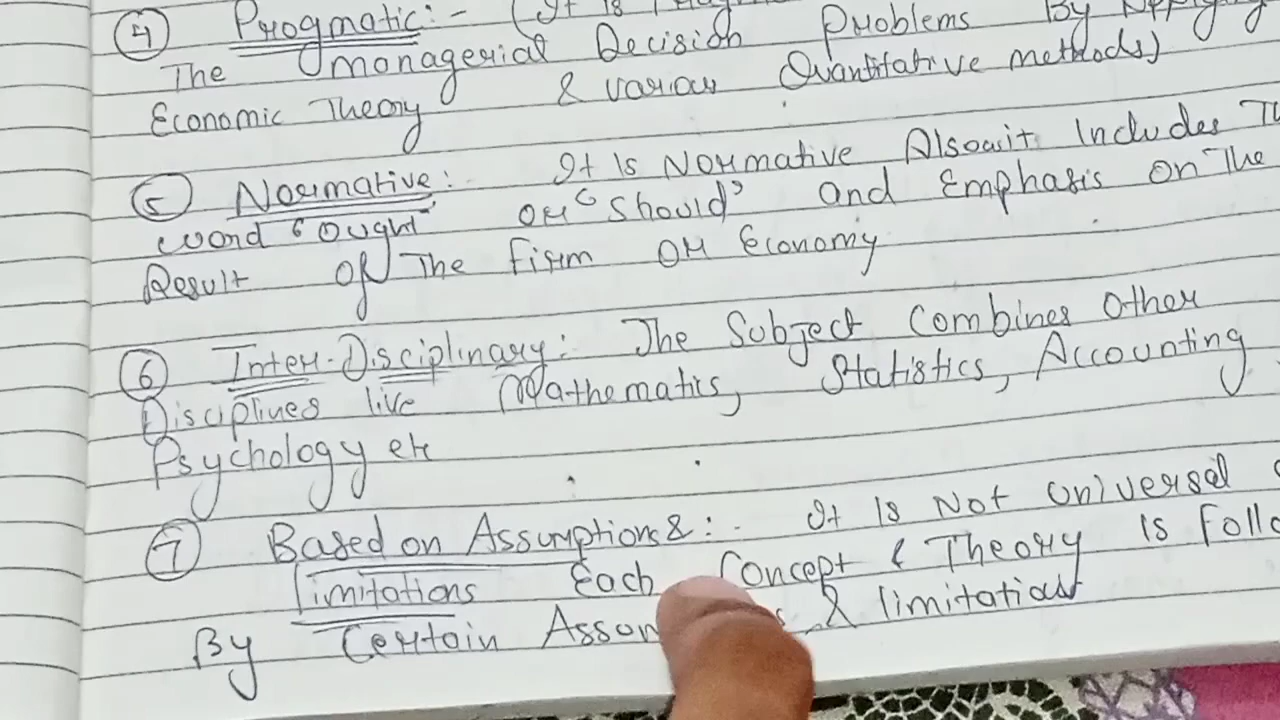 4 Pragmatic:- (It is
The managerial Decision Problems By Applying
Economic Theory & various Quantitative methods)
5 Normative: It Is Normative Also it Includes
word "Ought" or "Should" and Emphasis on The
Result Of The Firm Or Economy
6 Inter-Disciplinary: The Subject Combines Other
Disciplines live Mathematics, Statistics, Accounting
Psychology etc
7 Based on Assumptions &:- It Is Not Universal
limitations Each Concept & Theory Is
By Certain & limitations